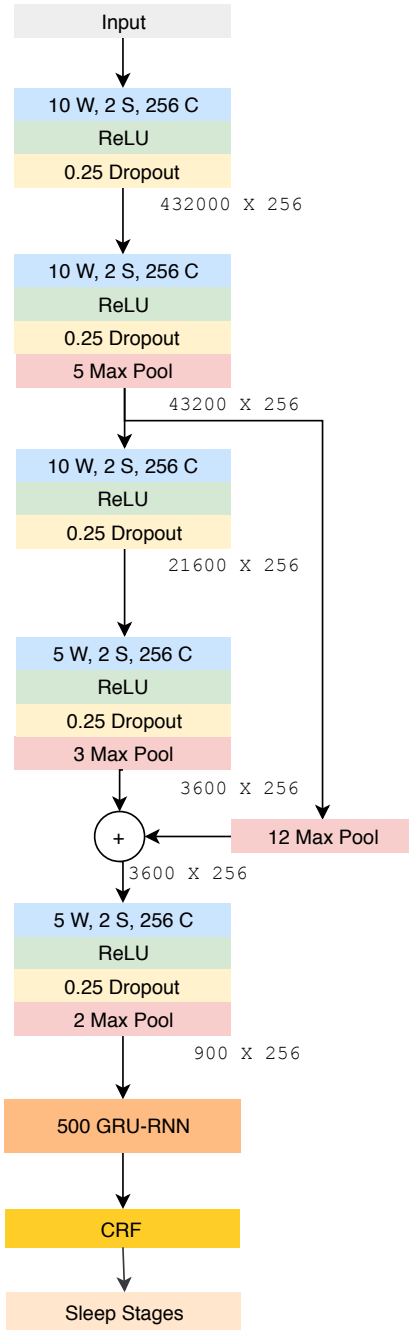 Input
10 W, 2 S, 256 C
ReLU
0.25 Dropout
432000 X 256
10 W, 2 S, 256 C
ReLU
0.25 Dropout
5 Max Pool
43200 X 256
10 W, 2 S, 256 C
ReLU
0.25 Dropout
21600 X 256
5 W, 2 S, 256 C
ReLU
0.25 Dropout
3 Max Pool
3600 X 256
+
12 Max Pool
3600 X 256
5 W, 2 S, 256 C
ReLU
0.25 Dropout
2 Max Pool
900 X 256
500 GRU-RNN
CRF
Sleep Stages